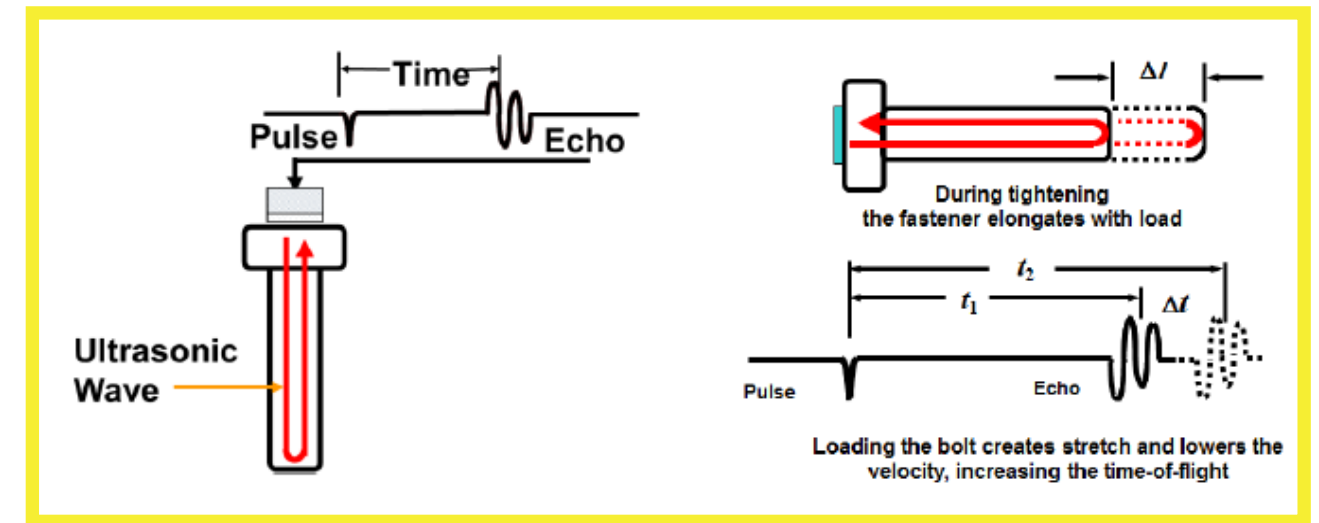 Time
Pulse
Echo
Ultrasonic
Wave
Δl
During tightening
the fastener elongates with load
t₂
t₁
Δt
Pulse
Echo
Loading the bolt creates stretch and lowers the
velocity, increasing the time-of-flight